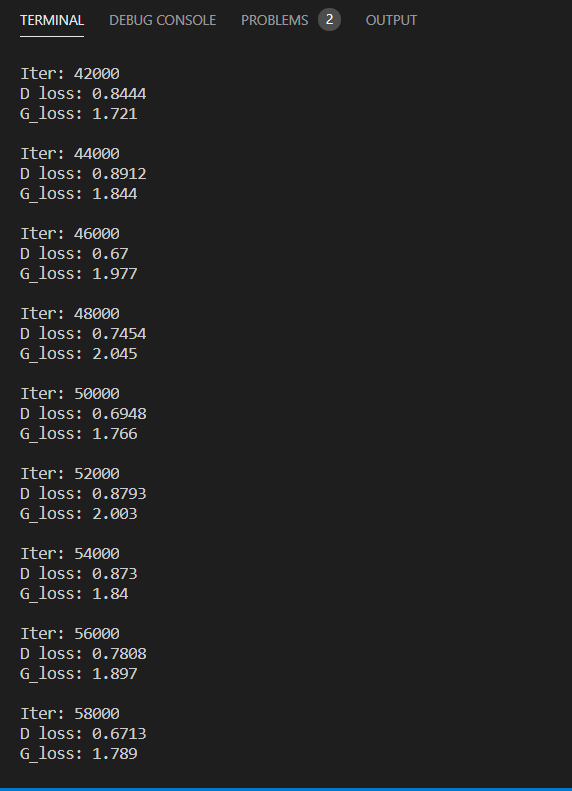 TERMINAL DEBUG CONSOLE PROBLEMS 2 OUTPUT
Iter: 42000
D loss: 0.8444
G_loss: 1.721
Iter: 44000
D loss: 0.8912
G_loss: 1.844
Iter: 46000
D loss: 0.67
G_loss: 1.977
Iter: 48000
D loss: 0.7454
G_loss: 2.045
Iter: 50000
D loss: 0.6948
G_loss: 1.766
Iter: 52000
D loss: 0.8793
G_loss: 2.003
Iter: 54000
D loss: 0.873
G_loss: 1.84
Iter: 56000
D loss: 0.7808
G_loss: 1.897
Iter: 58000
D loss: 0.6713
G_loss: 1.789